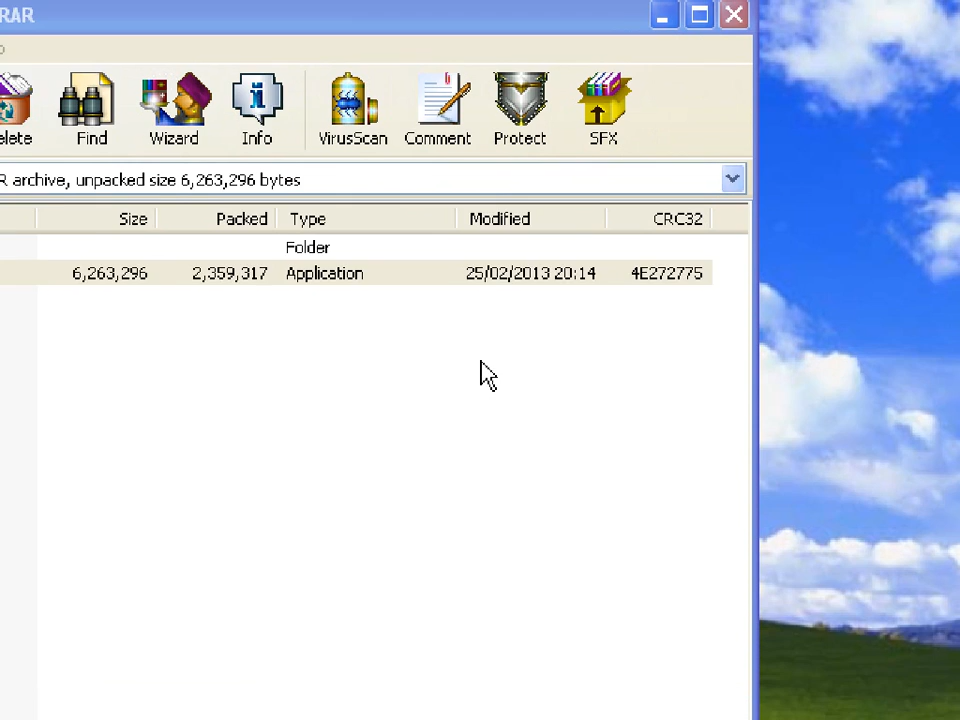 RAR
elete Find Wizard Info VirusScan Comment Protect SFX
R archive, unpacked size 6,263,296 bytes
Size Packed Type Modified CRC32
Folder
6,263,296 2,359,317 Application 25/02/2013 20:14 4E272775